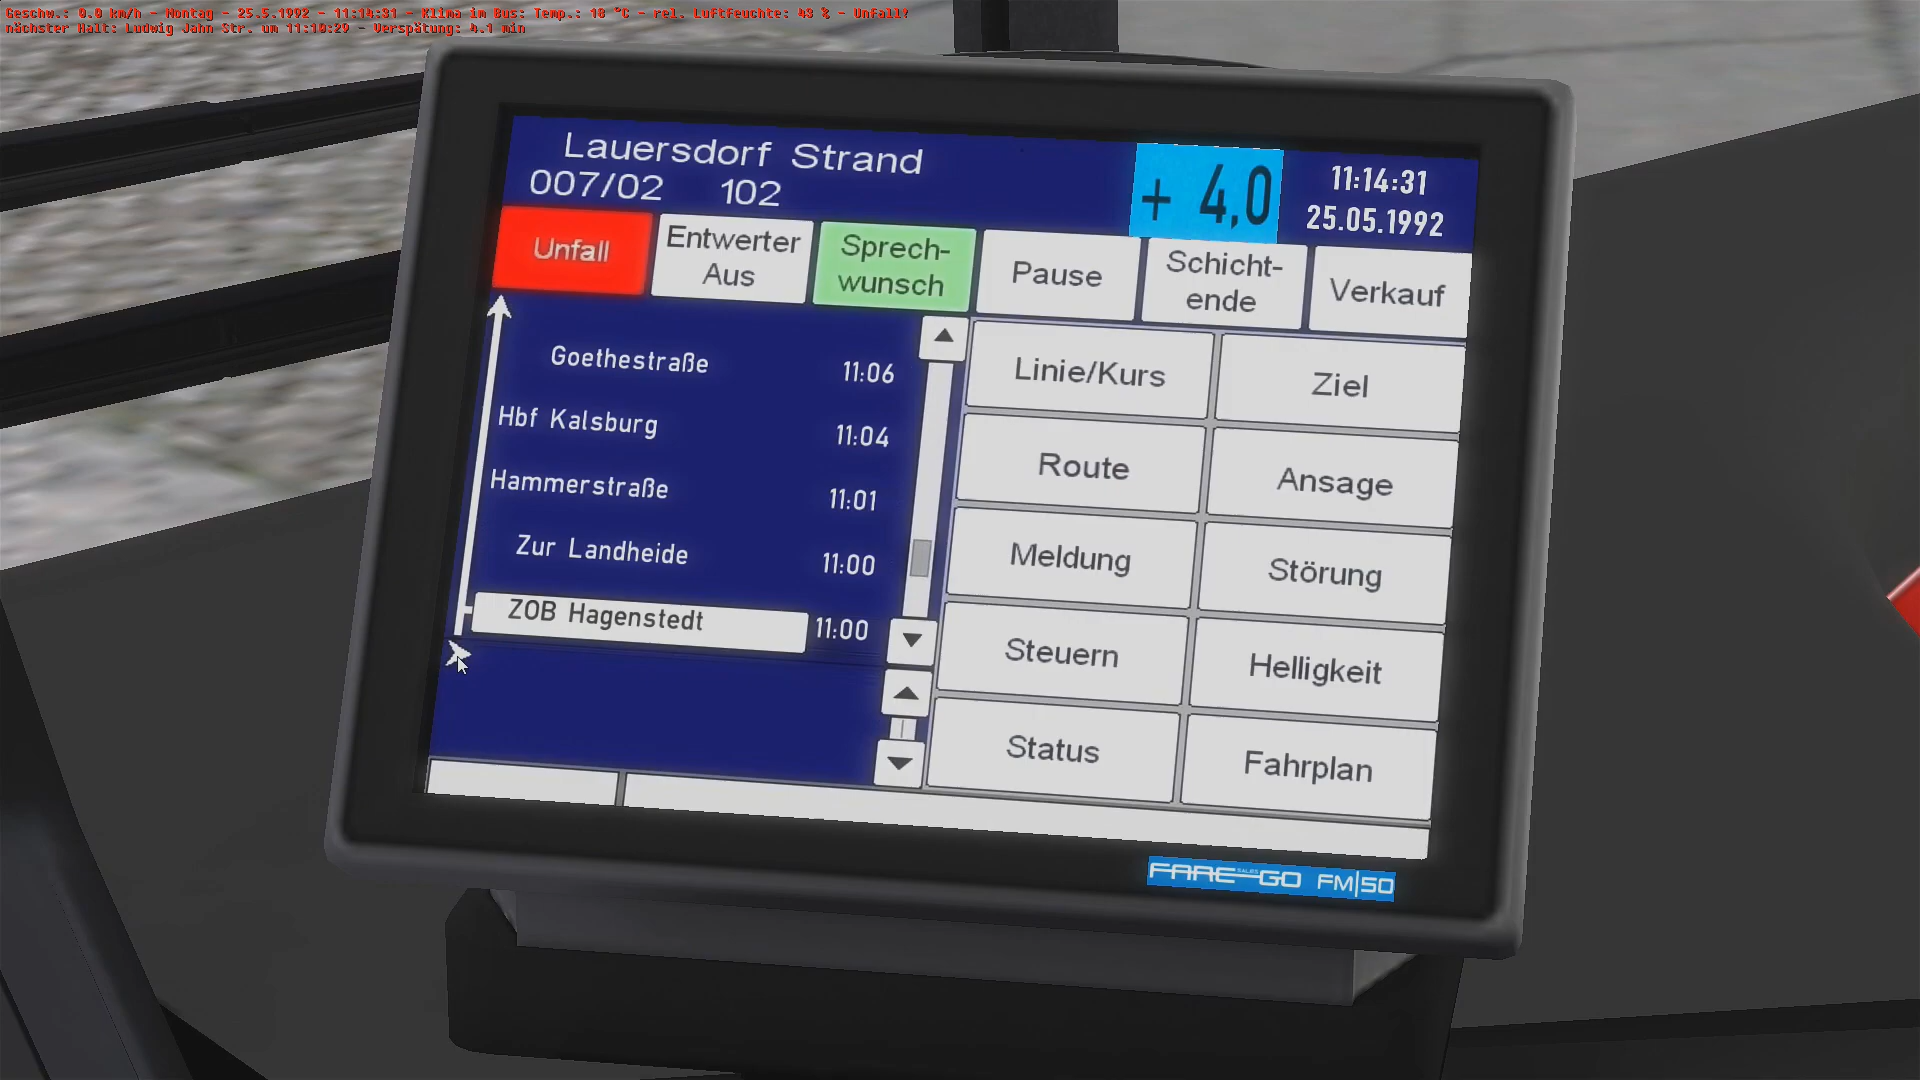 Geschw.: 0.0 km/h - Montag - 25.5.1992 - 11:14:31 - Klima im Bus: Temp.: 18 °C - rel. Luftfeuchte: 43 % - Unfall?
nächster Halt: Ludwig Jahn Str. um 11:10:29 - Verspätung: 4.1 min
Lauersdorf Strand
007/02 102
+ 4,0
11:14:31
25.05.1992
Unfall
Entwerter
Aus
Sprech-
wunsch
Pause
Schicht-
ende
Verkauf
Goethestraße 11:06
Hbf Kalsburg 11:04
Hammerstraße 11:01
Zur Landheide 11:00
ZOB Hagenstedt 11:00
Linie/Kurs
Ziel
Route
Ansage
Meldung
Störung
Steuern
Helligkeit
Status
Fahrplan
FARE GO FM|50